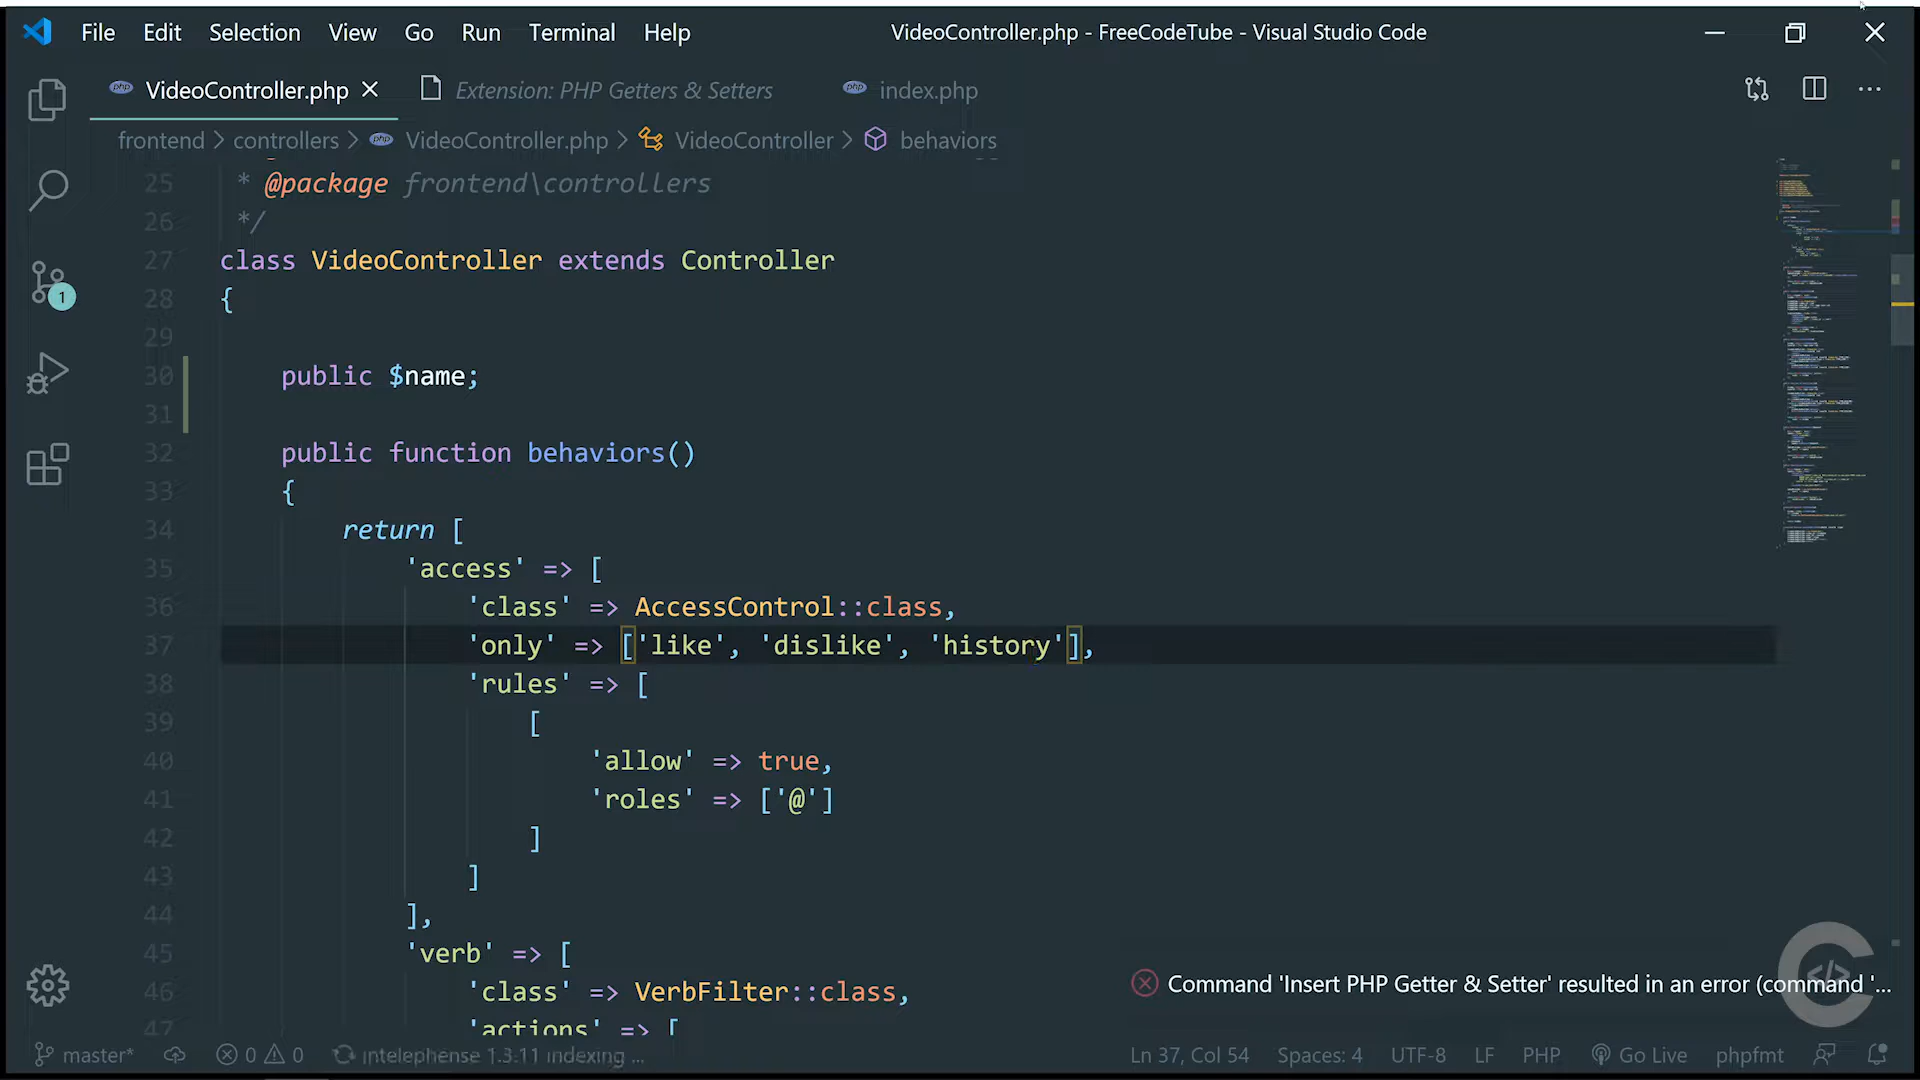 File Edit Selection View Go Run Terminal Help VideoController.php - FreeCodeTube - Visual Studio Code
php VideoController.php Extension: PHP Getters & Setters php index.php
frontend > controllers > php VideoController.php > VideoController > behaviors
25 * @package frontend\controllers
26 */
27 class VideoController extends Controller
28 {
29
30 public $name;
31
32 public function behaviors()
33 {
34 return [
35 'access' => [
36 'class' => AccessControl::class,
37 'only' => ['like', 'dislike', 'history'],
38 'rules' => [
39 [
40 'allow' => true,
41 'roles' => ['@']
42 ]
43 ]
44 ],
45 'verb' => [
46 'class' => VerbFilter::class,
47 'actions' => [
1
Command 'Insert PHP Getter & Setter' resulted in an error (command '...
</>
master* 0 0 intelephense 1.3.11 indexing ... Ln 37, Col 54 Spaces: 4 UTF-8 LF PHP Go Live phpfmt